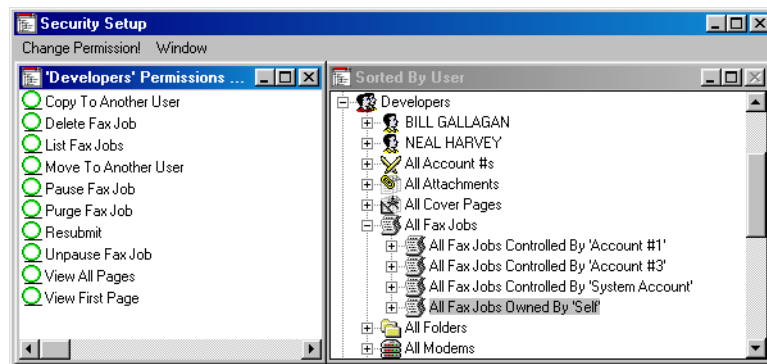 Security Setup
Change Permission! Window
'Developers' Permissions ...
Copy To Another User
Delete Fax Job
List Fax Jobs
Move To Another User
Pause Fax Job
Purge Fax Job
Resubmit
Unpause Fax Job
View All Pages
View First Page
Sorted By User
Developers
BILL GALLAGAN
NEAL HARVEY
All Account #s
All Attachments
All Cover Pages
All Fax Jobs
All Fax Jobs Controlled By 'Account #1'
All Fax Jobs Controlled By 'Account #3'
All Fax Jobs Controlled By 'System Account'
All Fax Jobs Owned By 'Self'
All Folders
All Modems